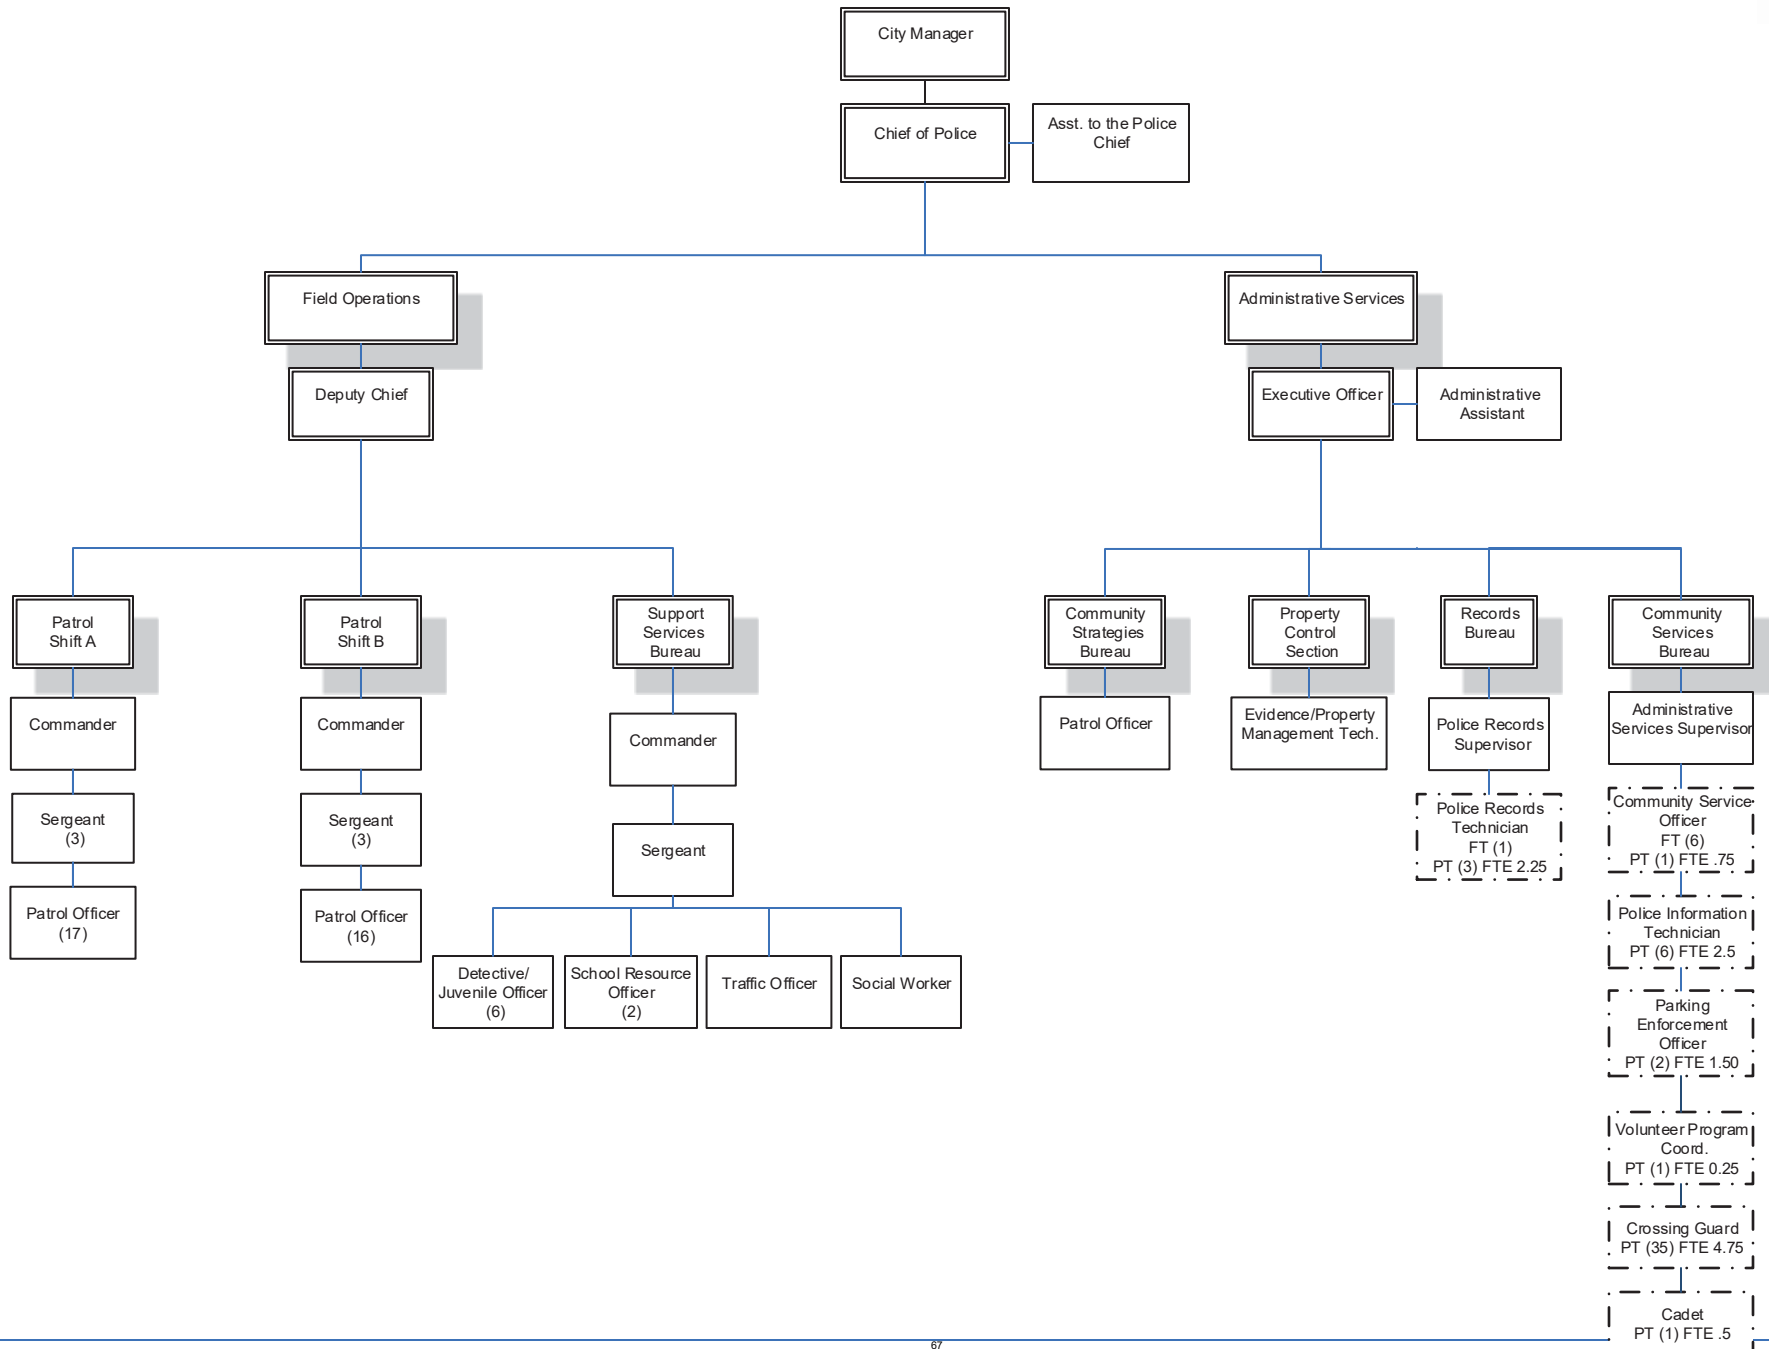 City Manager
Chief of Police
Asst. to the Police
Chief
Field Operations
Deputy Chief
Administrative Services
Executive Officer
Administrative
Assistant
Patrol
Shift A
Commander
Sergeant
(3)
Patrol Officer
(17)
Patrol
Shift B
Commander
Sergeant
(3)
Patrol Officer
(16)
Support
Services
Bureau
Commander
Sergeant
Detective/
Juvenile Officer
(6)
School Resource
Officer
(2)
Traffic Officer
Social Worker
Community
Strategies
Bureau
Patrol Officer
Property
Control
Section
Evidence/Property
Management Tech.
Records
Bureau
Police Records
Supervisor
Police Records
Technician
FT (1)
PT (3) FTE 2.25
Community
Services
Bureau
Administrative
Services Supervisor
Community Service
Officer
FT (6)
PT (1) FTE .75
Police Information
Technician
PT (6) FTE 2.5
Parking
Enforcement
Officer
PT (2) FTE 1.50
Volunteer Program
Coord.
PT (1) FTE 0.25
Crossing Guard
PT (35) FTE 4.75
Cadet
PT (1) FTE .5
67